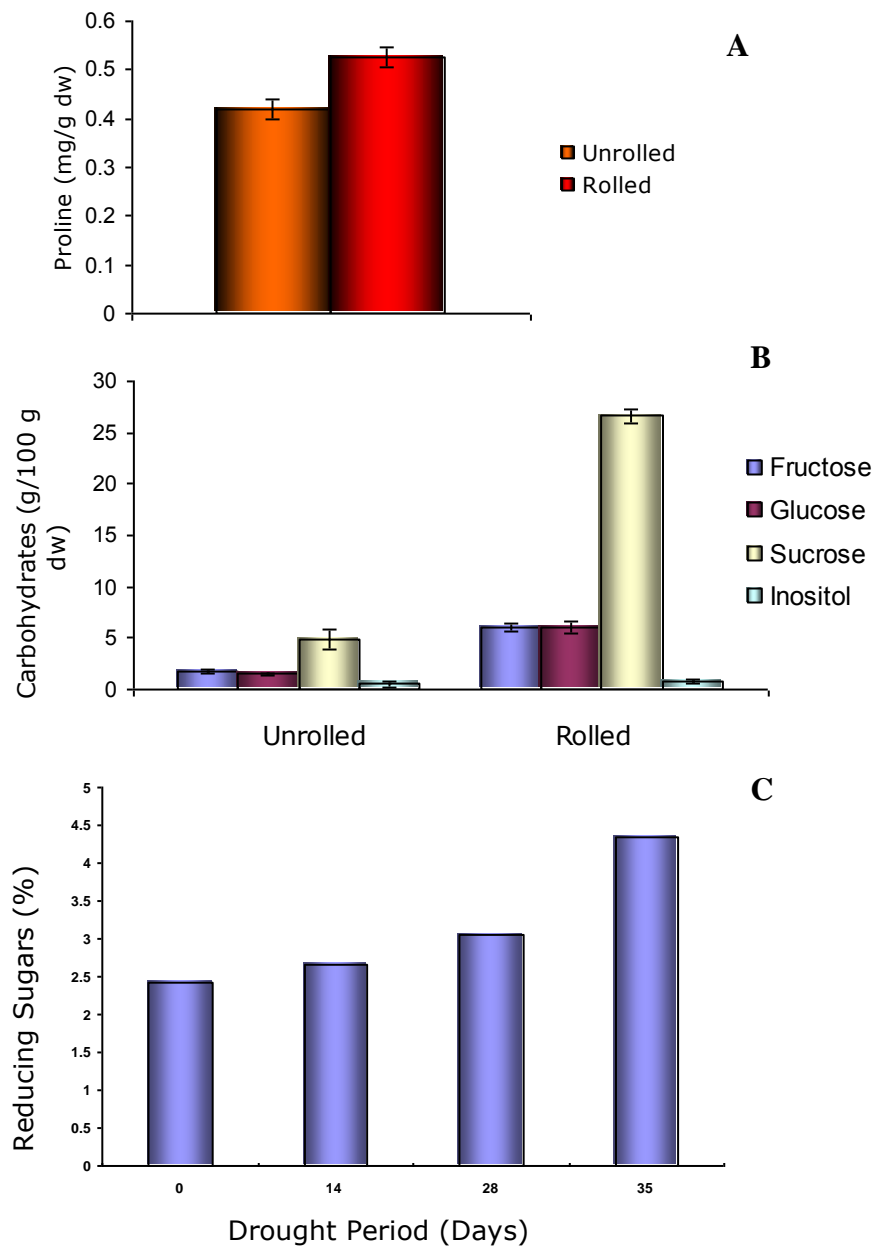 A
0.6
0.5
0.4
0.3
0.2
0.1
0
Proline (mg/g dw)
Unrolled
Rolled
B
30
25
20
15
10
5
0
Carbohydrates (g/100 g
dw)
Fructose
Glucose
Sucrose
Inositol
Unrolled Rolled
C
5
4.5
4
3.5
3
2.5
2
1.5
1
0.5
0
Reducing Sugars (%)
0 14 28 35
Drought Period (Days)